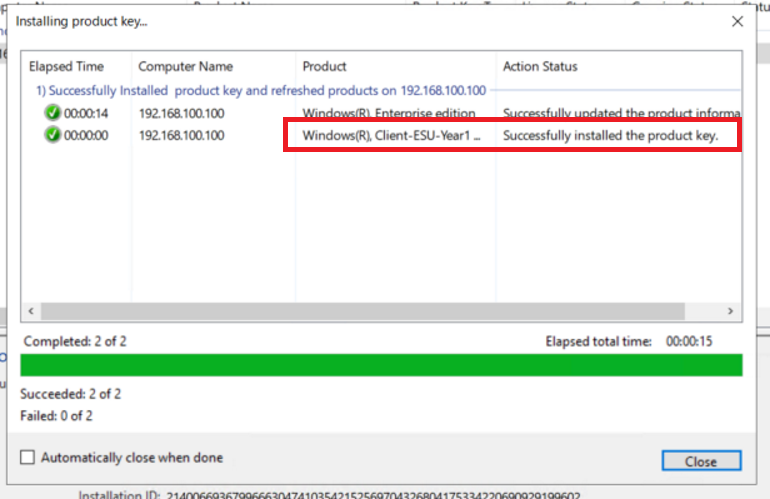 Installing product key...
Elapsed Time Computer Name Product Action Status
1) Successfully Installed product key and refreshed products on 192.168.100.100
00:00:14 192.168.100.100 Windows(R), Enterprise edition Successfully updated the product informa
00:00:00 192.168.100.100 Windows(R), Client-ESU-Year1 ... Successfully installed the product key.
Completed: 2 of 2 Elapsed total time: 00:00:15
Succeeded: 2 of 2
Failed: 0 of 2
Automatically close when done
Close
Installation ID: